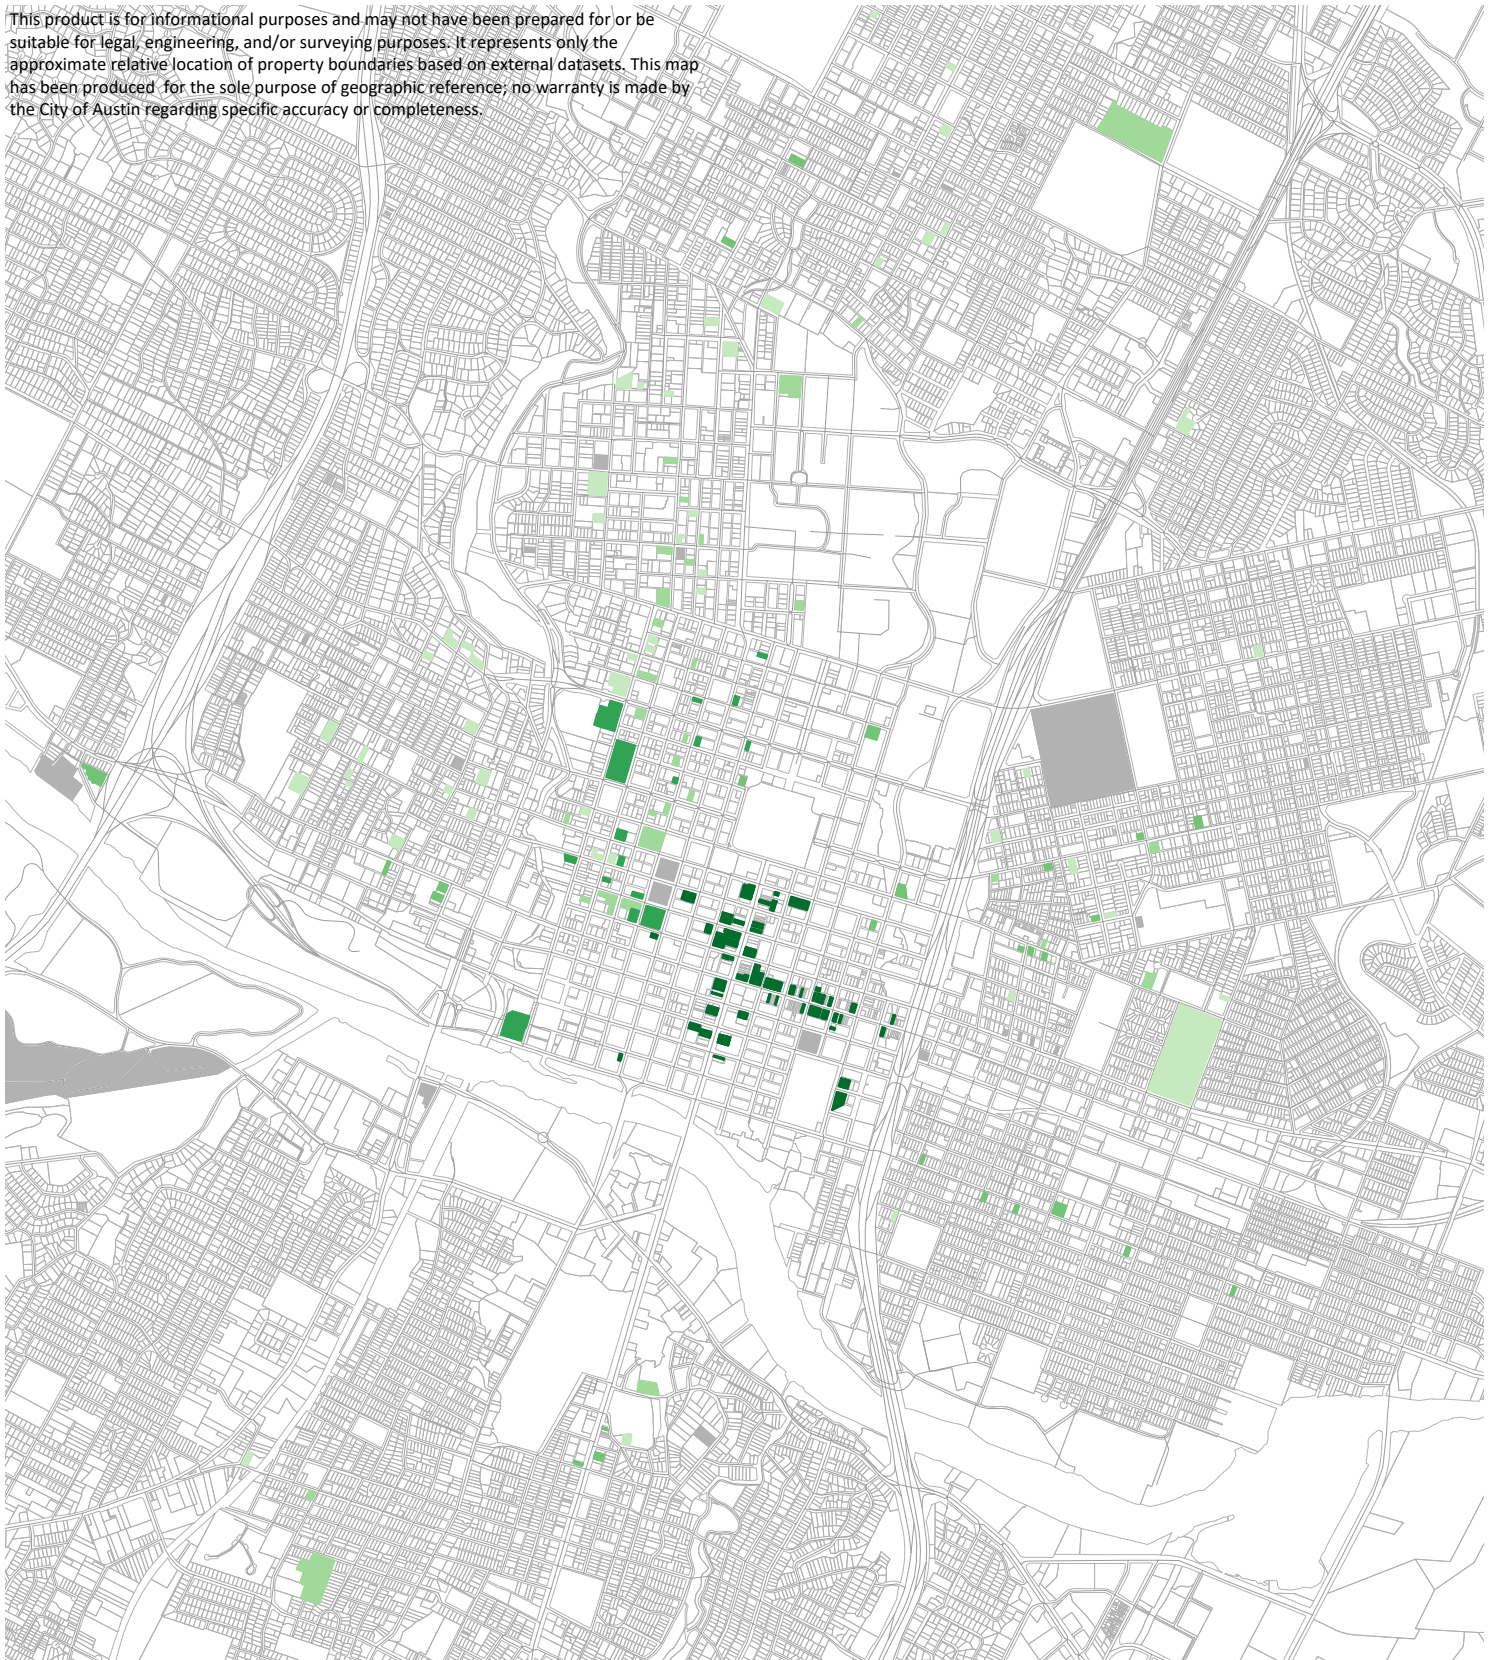 This product is for informational purposes and may not have been prepared for or be
suitable for legal, engineering, and/or surveying purposes. It represents only the
approximate relative location of property boundaries based on external datasets. This map
has been produced  for the sole purpose of geographic reference; no warranty is made by
the City of Austin regarding specific accuracy or completeness.